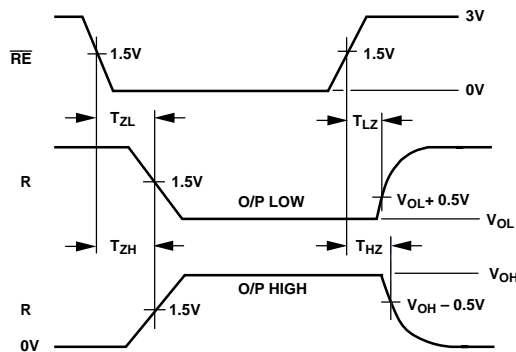 3V
RE
1.5V
1.5V
0V
TZL
TLZ
R
1.5V
O/P LOW
VOL + 0.5V
VOL
TZH
THZ
VOH
R
O/P HIGH
1.5V
VOH – 0.5V
0V